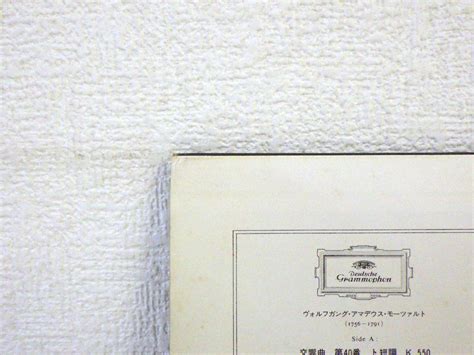 Deutsche
Grammophon
ヴォルフガング・アマデウス・モーツァルト
(1756–1791)
Side A:
交響曲 第40番 ト短調 K.550